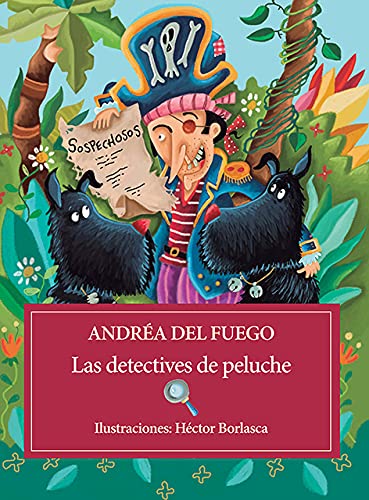 SOSPECHOSOS
ANDRÉA DEL FUEGO
Las detectives de peluche
Ilustraciones: Héctor Borlasca